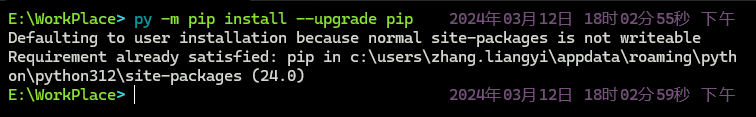 E:\WorkPlace> py -m pip install --upgrade pip 2024年03月12日 18时02分55秒 下午
Defaulting to user installation because normal site-packages is not writeable
Requirement already satisfied: pip in c:\users\zhang.liangyi\appdata\roaming\pyth
on\python312\site-packages (24.0)
E:\WorkPlace> 2024年03月12日 18时02分59秒 下午